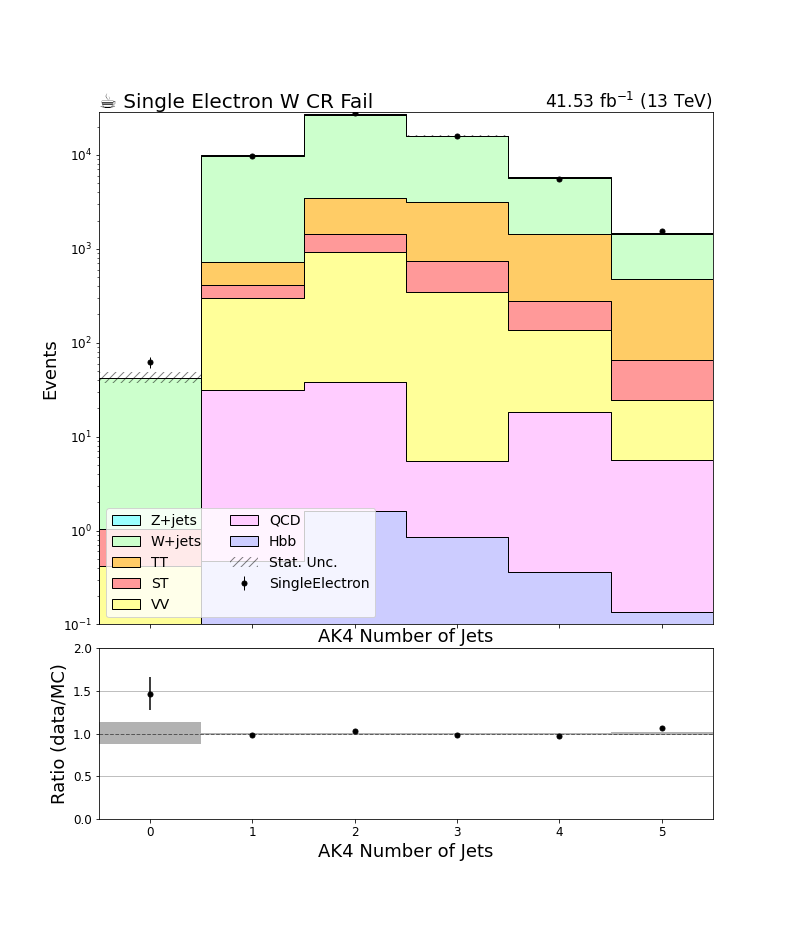 ☕ Single Electron W CR Fail 41.53 fb⁻¹ (13 TeV)
Events
10⁴
10³
10²
10¹
10⁰
10⁻¹
Z+jets QCD
W+jets Hbb
TT Stat. Unc.
ST SingleElectron
VV
AK4 Number of Jets
Ratio (data/MC)
2.0
1.5
1.0
0.5
0.0
0 1 2 3 4 5
AK4 Number of Jets